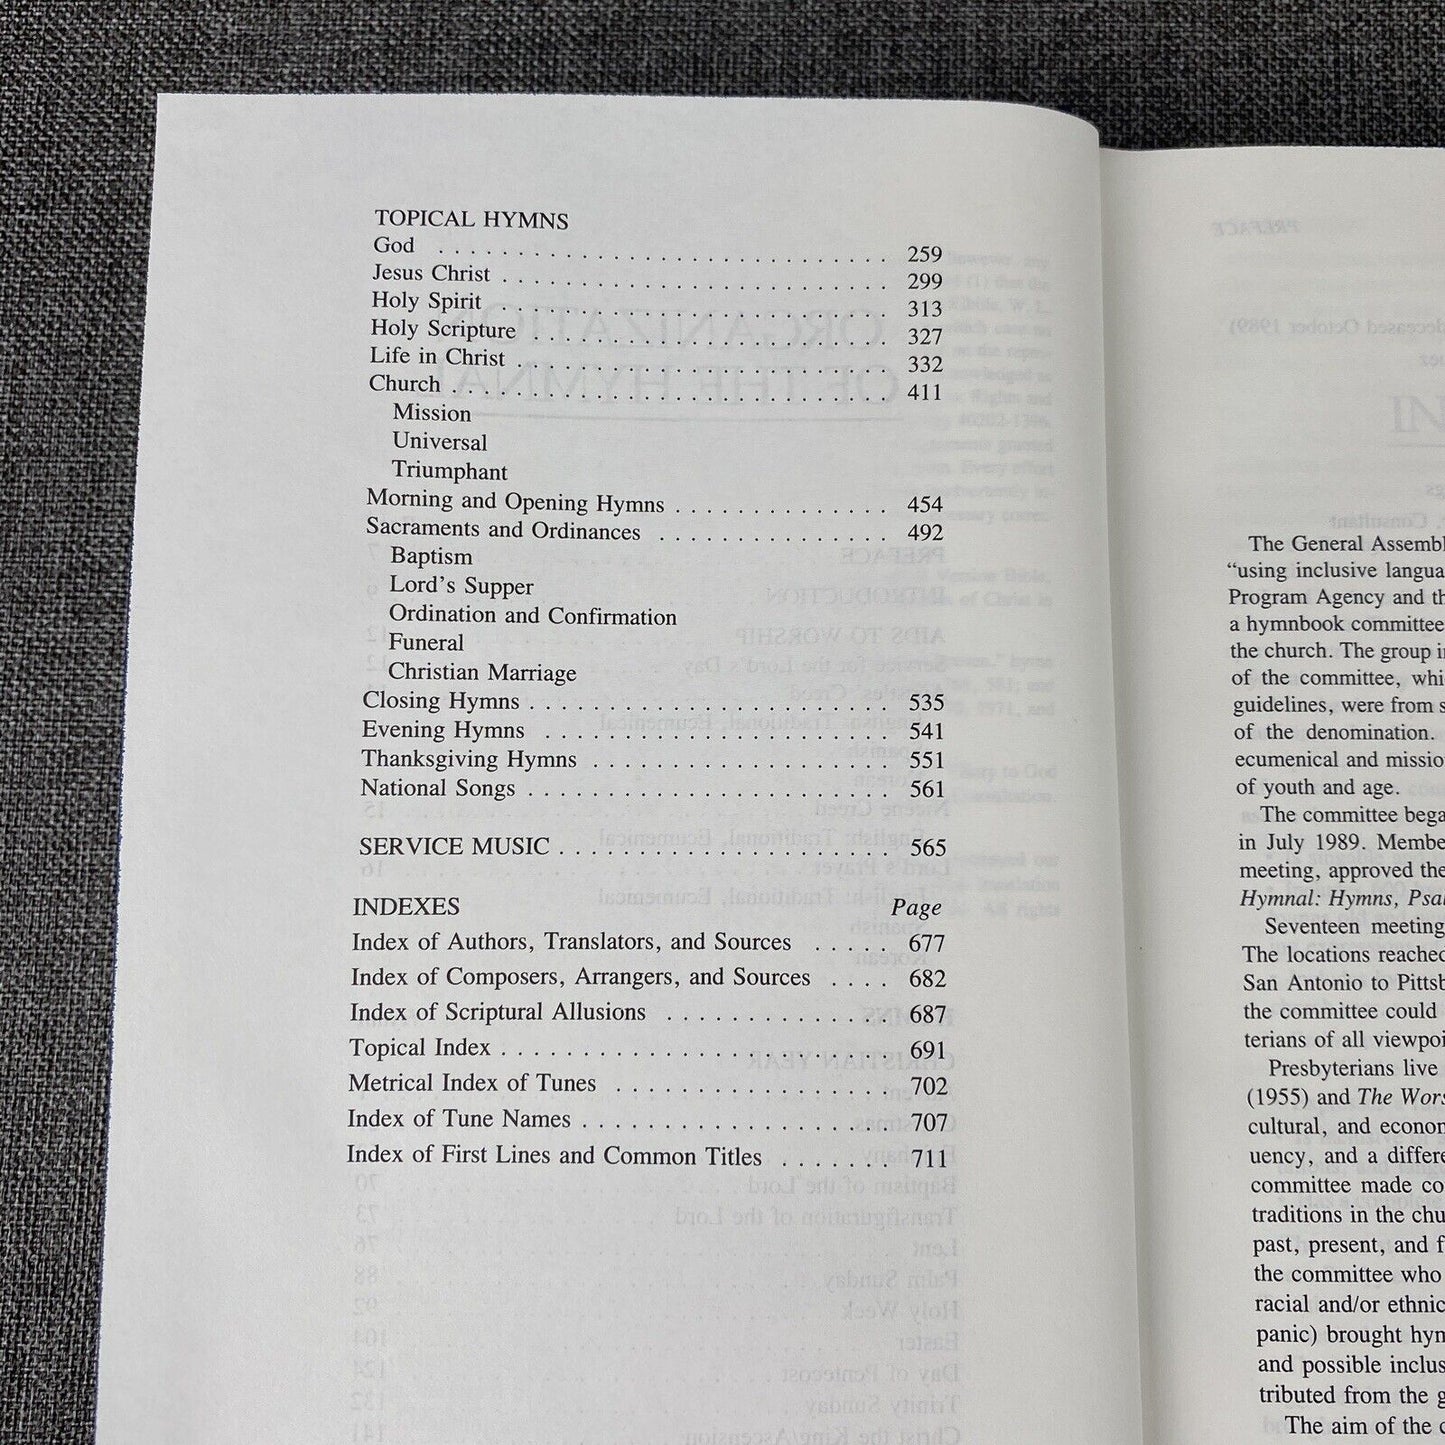 TOPICAL HYMNS
God . . . . . . . . . . . . . . . . . . . . . . . . . . . . . 259
Jesus Christ . . . . . . . . . . . . . . . . . . . . . . . . . 299
Holy Spirit . . . . . . . . . . . . . . . . . . . . . . . . . . 313
Holy Scripture . . . . . . . . . . . . . . . . . . . . . . . 327
Life in Christ . . . . . . . . . . . . . . . . . . . . . . . . 332
Church . . . . . . . . . . . . . . . . . . . . . . . . . . . . 411
Mission
Universal
Triumphant
Morning and Opening Hymns . . . . . . . . . . . . . . 454
Sacraments and Ordinances . . . . . . . . . . . . . . . 492
Baptism
Lord's Supper
Ordination and Confirmation
Funeral
Christian Marriage
Closing Hymns . . . . . . . . . . . . . . . . . . . . . . . 535
Evening Hymns . . . . . . . . . . . . . . . . . . . . . . 541
Thanksgiving Hymns . . . . . . . . . . . . . . . . . . . 551
National Songs . . . . . . . . . . . . . . . . . . . . . . . 561
SERVICE MUSIC . . . . . . . . . . . . . . . . . . . . . 565
INDEXES Page
Index of Authors, Translators, and Sources . . . . . 677
Index of Composers, Arrangers, and Sources . . . . 682
Index of Scriptural Allusions . . . . . . . . . . . . . . 687
Topical Index . . . . . . . . . . . . . . . . . . . . . . . . 691
Metrical Index of Tunes . . . . . . . . . . . . . . . . . 702
Index of Tune Names . . . . . . . . . . . . . . . . . . . 707
Index of First Lines and Common Titles . . . . . . . 711
The General Assembl
"using inclusive langua
Program Agency and th
a hymnbook committee
the church. The group i
of the committee, whi
guidelines, were from s
of the denomination.
ecumenical and missio
of youth and age.
The committee bega
in July 1989. Membe
meeting, approved the
Hymnal: Hymns, Psal
Seventeen meeting
The locations reached
San Antonio to Pittsb
the committee could
terians of all viewpoi
Presbyterians live
(1955) and The Wors
cultural, and econom
uency, and a differe
committee made co
traditions in the chu
past, present, and f
the committee who
racial and/or ethnic
panic) brought hym
and possible inclus
tributed from the g
The aim of the c